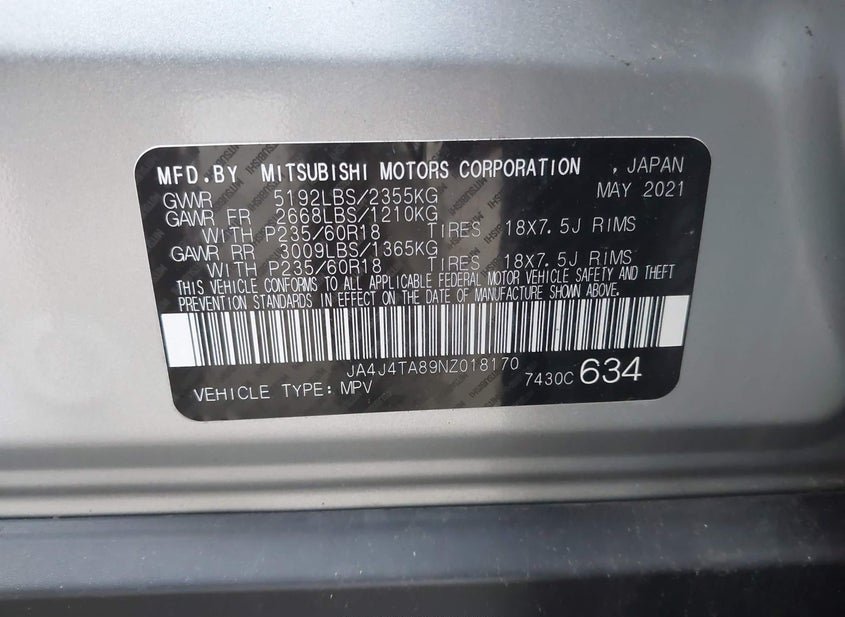 MFD.BY MITSUBISHI MOTORS CORPORATION , JAPAN
GVWR 5192LBS/2355KG MAY 2021
GAWR FR 2668LBS/1210KG
WITH P235/60R18 TIRES 18X7.5J RIMS
GAWR RR 3009LBS/1365KG
WITH P235/60R18 TIRES 18X7.5J RIMS
THIS VEHICLE CONFORMS TO ALL APPLICABLE FEDERAL MOTOR VEHICLE SAFETY AND THEFT
PREVENTION STANDARDS IN EFFECT ON THE DATE OF MANUFACTURE SHOWN ABOVE.
JA4J4TA89NZ018170
VEHICLE TYPE: MPV 7430C 634